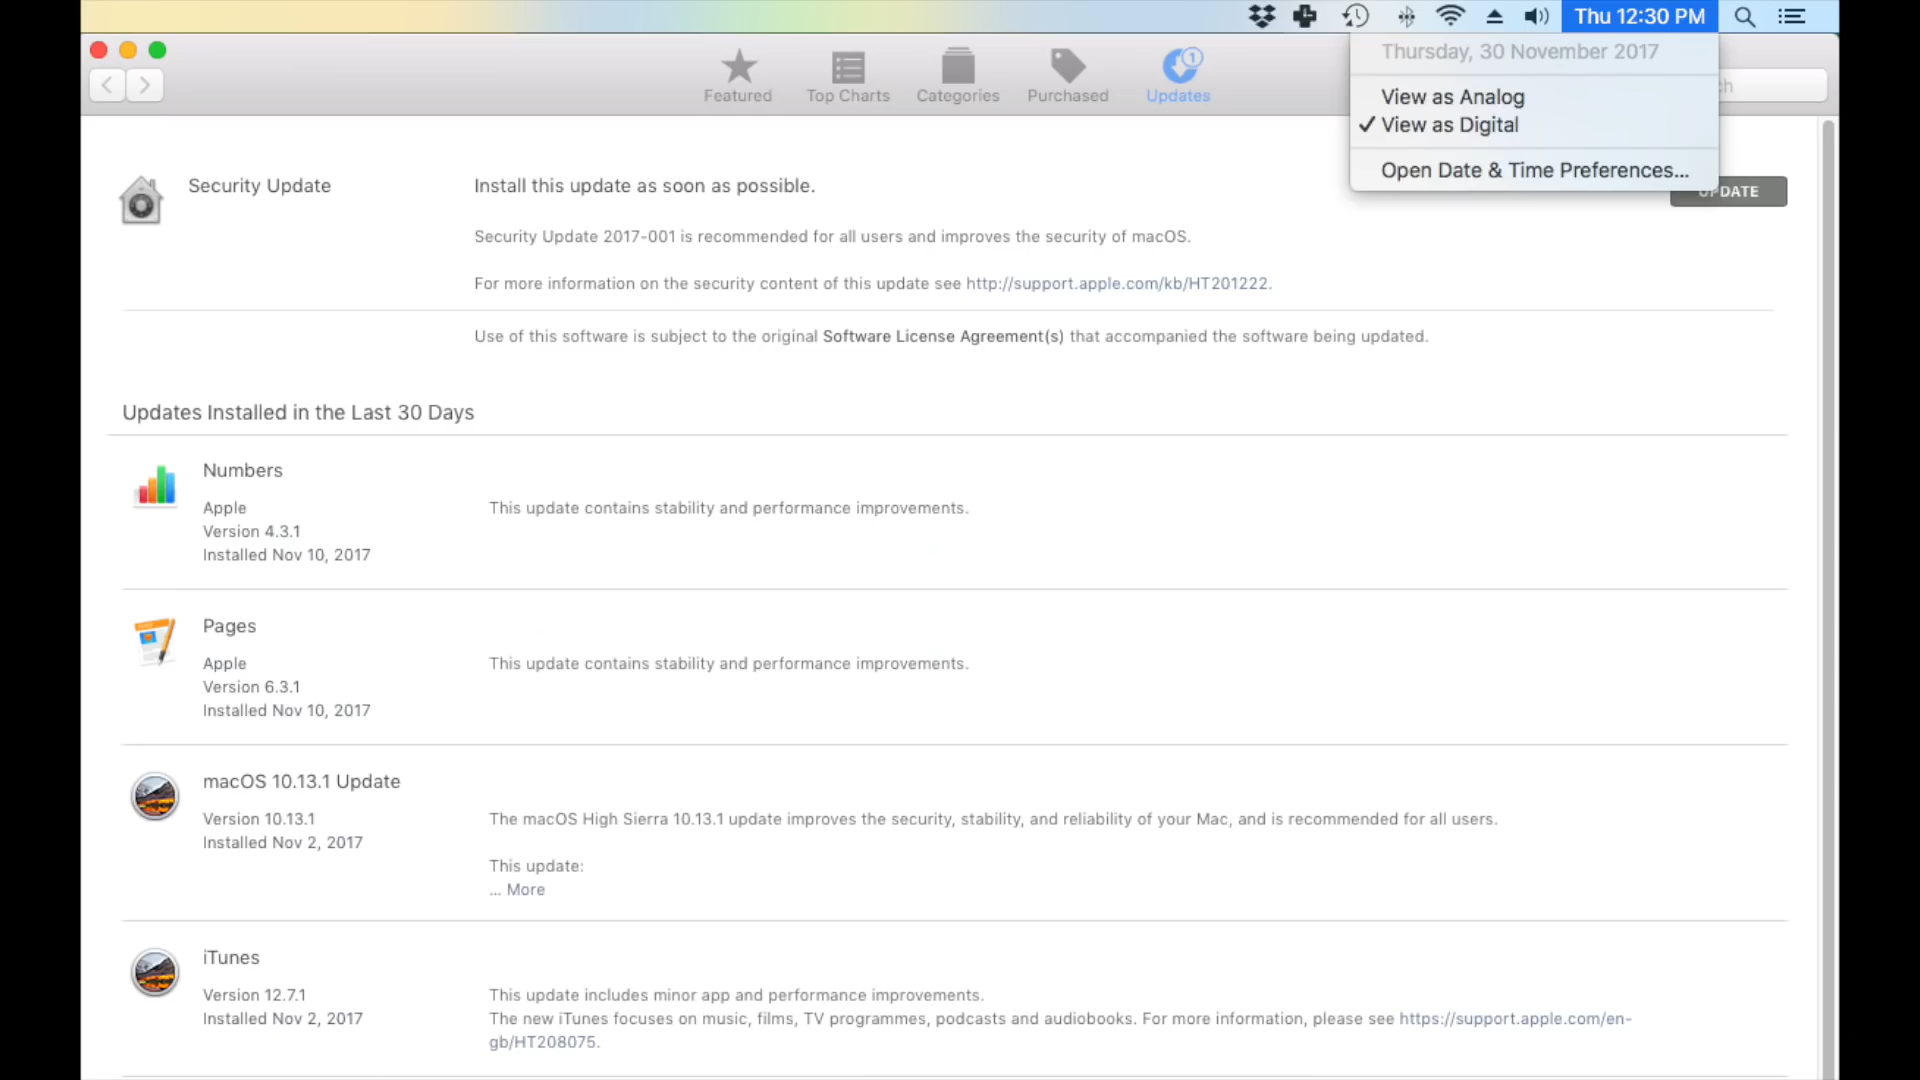 Thu 12:30 PM
Thursday, 30 November 2017
View as Analog
✓ View as Digital
Open Date & Time Preferences...
Featured
Top Charts
Categories
Purchased
1
Updates
Security Update
Install this update as soon as possible.
UPDATE
Security Update 2017-001 is recommended for all users and improves the security of macOS.
For more information on the security content of this update see http://support.apple.com/kb/HT201222.
Use of this software is subject to the original Software License Agreement(s) that accompanied the software being updated.
Updates Installed in the Last 30 Days
Numbers
Apple
Version 4.3.1
Installed Nov 10, 2017
This update contains stability and performance improvements.
Pages
Apple
Version 6.3.1
Installed Nov 10, 2017
This update contains stability and performance improvements.
macOS 10.13.1 Update
Version 10.13.1
Installed Nov 2, 2017
The macOS High Sierra 10.13.1 update improves the security, stability, and reliability of your Mac, and is recommended for all users.
This update:
... More
iTunes
Version 12.7.1
Installed Nov 2, 2017
This update includes minor app and performance improvements.
The new iTunes focuses on music, films, TV programmes, podcasts and audiobooks. For more information, please see https://support.apple.com/en-
gb/HT208075.